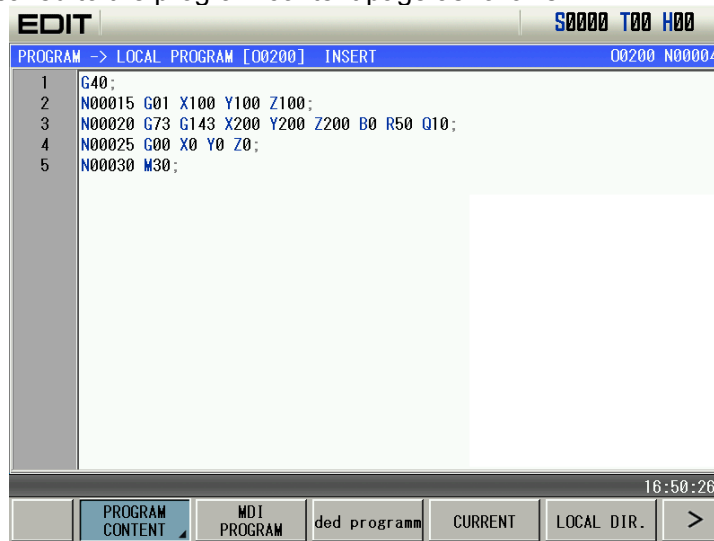 EDIT S0000 T00 H00
PROGRAM -> LOCAL PROGRAM [O0200] INSERT O0200 N00004
1 G40;
2 N00015 G01 X100 Y100 Z100;
3 N00020 G73 G143 X200 Y200 Z200 B0 R50 Q10;
4 N00025 G00 X0 Y0 Z0;
5 N00030 M30;
16:50:26
PROGRAM CONTENT
MDI PROGRAM
ded programm
CURRENT
LOCAL DIR.
>